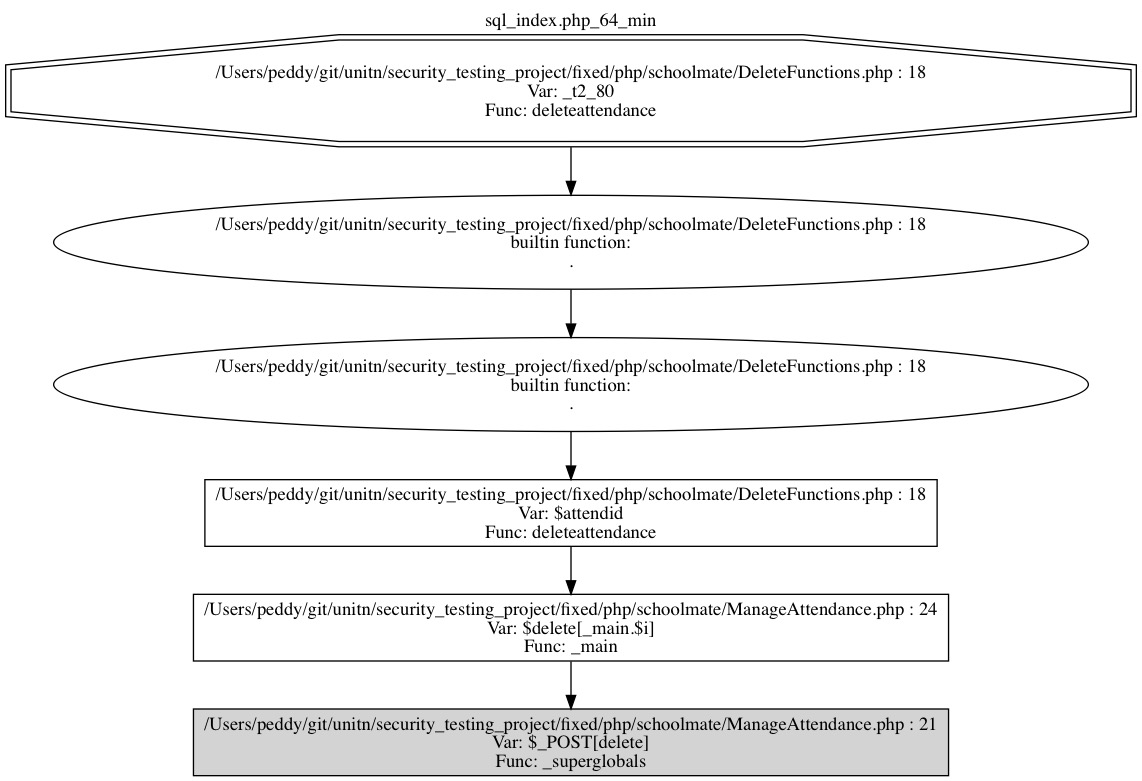 sql_index.php_64_min
/Users/peddy/git/unitn/security_testing_project/fixed/php/schoolmate/DeleteFunctions.php : 18
Var: _t2_80
Func: deleteattendance
/Users/peddy/git/unitn/security_testing_project/fixed/php/schoolmate/DeleteFunctions.php : 18
builtin function:
.
/Users/peddy/git/unitn/security_testing_project/fixed/php/schoolmate/DeleteFunctions.php : 18
builtin function:
.
/Users/peddy/git/unitn/security_testing_project/fixed/php/schoolmate/DeleteFunctions.php : 18
Var: $attendid
Func: deleteattendance
/Users/peddy/git/unitn/security_testing_project/fixed/php/schoolmate/ManageAttendance.php : 24
Var: $delete[_main.$i]
Func: _main
/Users/peddy/git/unitn/security_testing_project/fixed/php/schoolmate/ManageAttendance.php : 21
Var: $_POST[delete]
Func: _superglobals